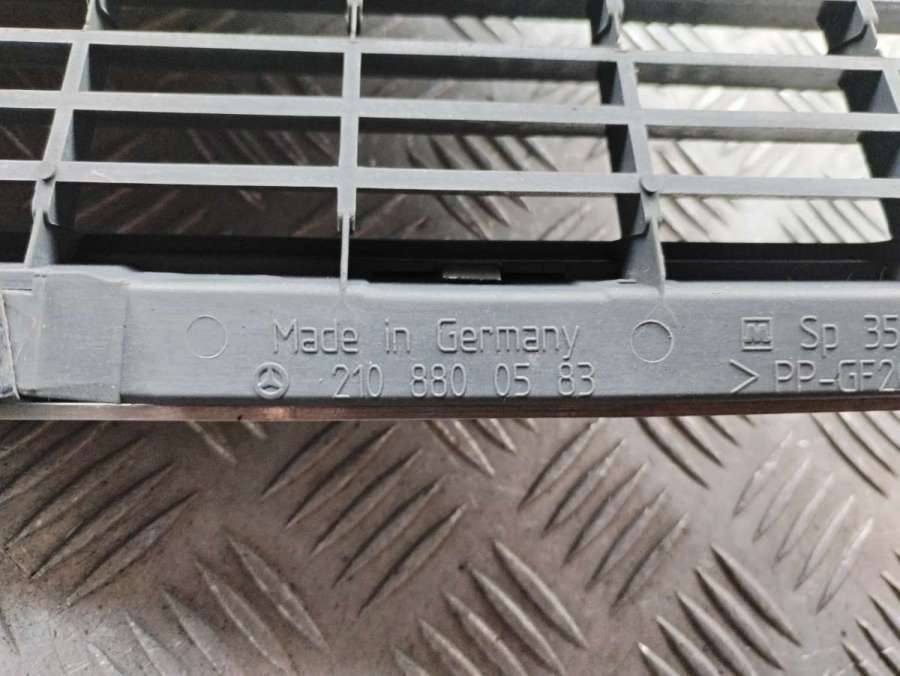 Made in Germany
210 880 05 83
M Sp 35
>PP-GF2